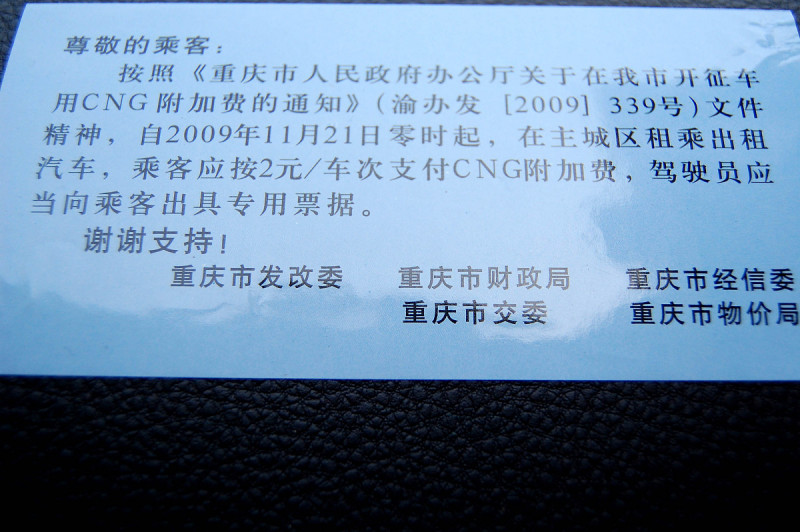 尊敬的乘客：
按照《重庆市人民政府办公厅关于在我市开征车
用CNG附加费的通知》（渝办发 [2009] 339号）文件
精神，自2009年11月21日零时起，在主城区租乘出租
汽车，乘客应按2元/车次支付CNG附加费，驾驶员应
当向乘客出具专用票据。
谢谢支持！
重庆市发改委 重庆市财政局 重庆市经信委
重庆市交委 重庆市物价局